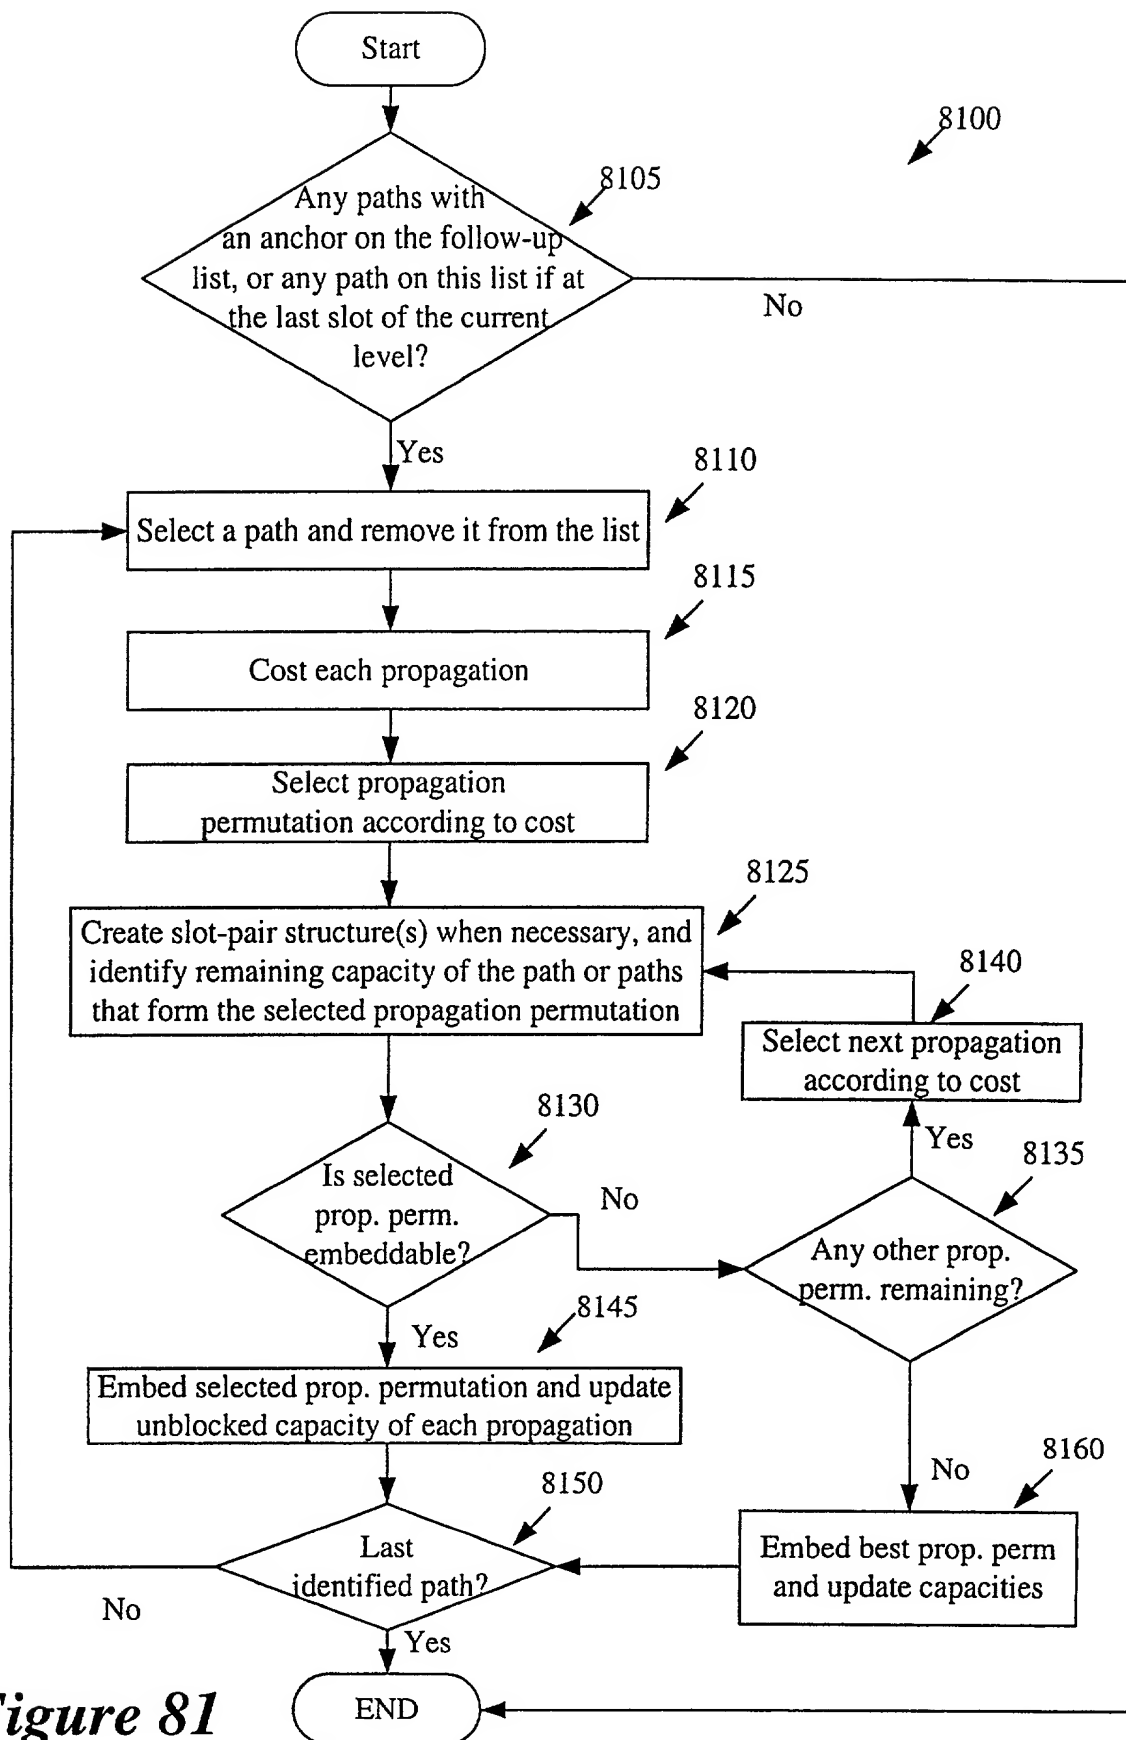 Start
8100
8105
Any paths with
an anchor on the follow-up
list, or any path on this list if at
the last slot of the current
level?
No
Yes
8110
Select a path and remove it from the list
8115
Cost each propagation
8120
Select propagation
permutation according to cost
8125
Create slot-pair structure(s) when necessary, and
identify remaining capacity of the path or paths
that form the selected propagation permutation
8140
Select next propagation
according to cost
8130
Is selected
prop. perm.
embeddable?
No
Yes
8135
Any other prop.
perm. remaining?
Yes
8145
Embed selected prop. permutation and update
unblocked capacity of each propagation
No
8160
Embed best prop. perm
and update capacities
8150
Last
identified path?
No
Yes
END
igure 81